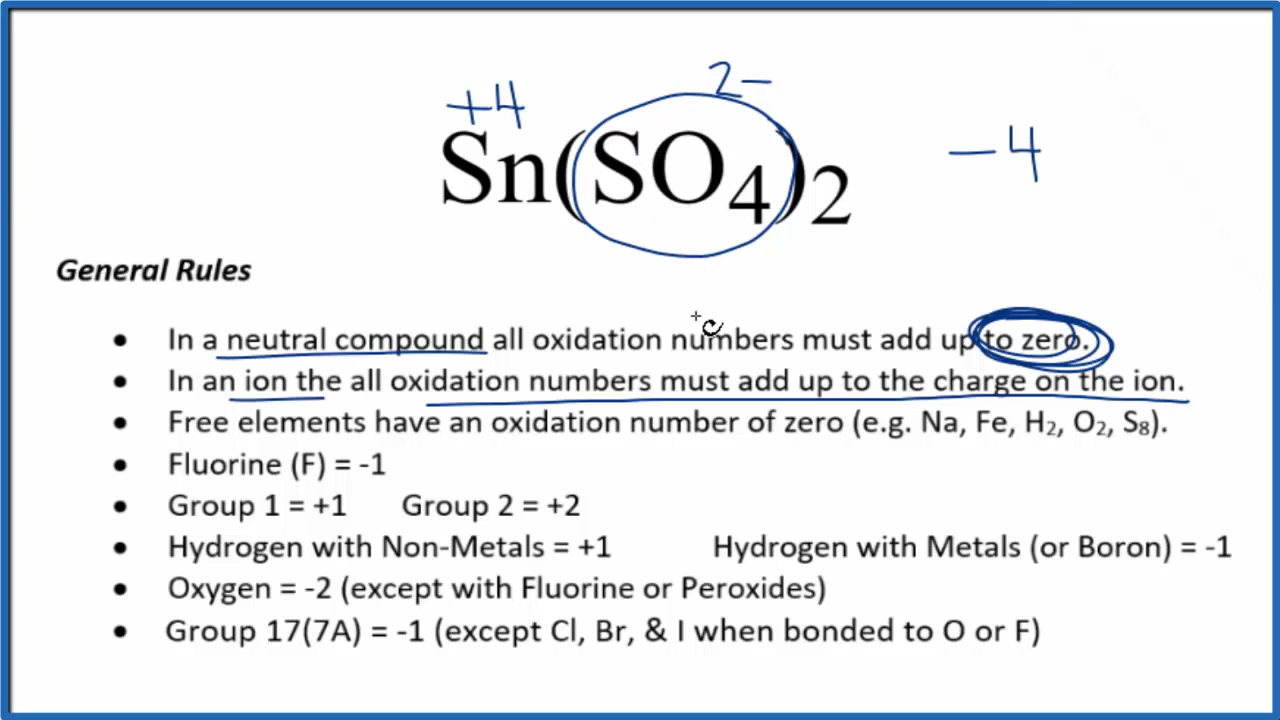 +4 2-
Sn(SO4)2 -4
General Rules
• In a neutral compound all oxidation numbers must add up to zero.
• In an ion the all oxidation numbers must add up to the charge on the ion.
• Free elements have an oxidation number of zero (e.g. Na, Fe, H₂, O₂, S₈).
• Fluorine (F) = -1
• Group 1 = +1 Group 2 = +2
• Hydrogen with Non-Metals = +1 Hydrogen with Metals (or Boron) = -1
• Oxygen = -2 (except with Fluorine or Peroxides)
• Group 17(7A) = -1 (except Cl, Br, & I when bonded to O or F)